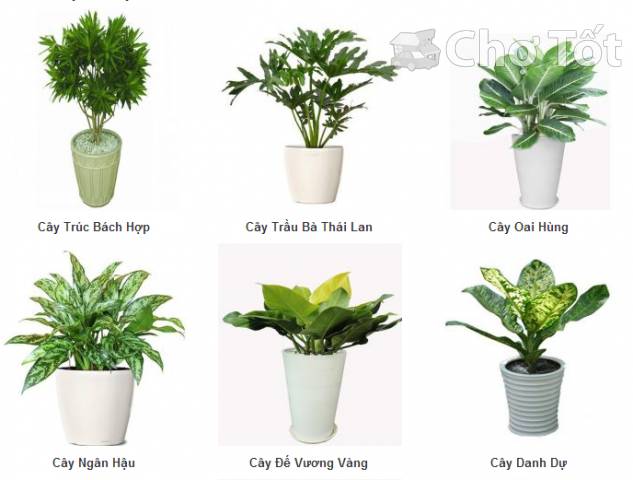 Chợ Tốt
Cây Trúc Bách Hợp
Cây Trầu Bà Thái Lan
Cây Oai Hùng
Cây Ngân Hậu
Cây Đế Vương Vàng
Cây Danh Dự